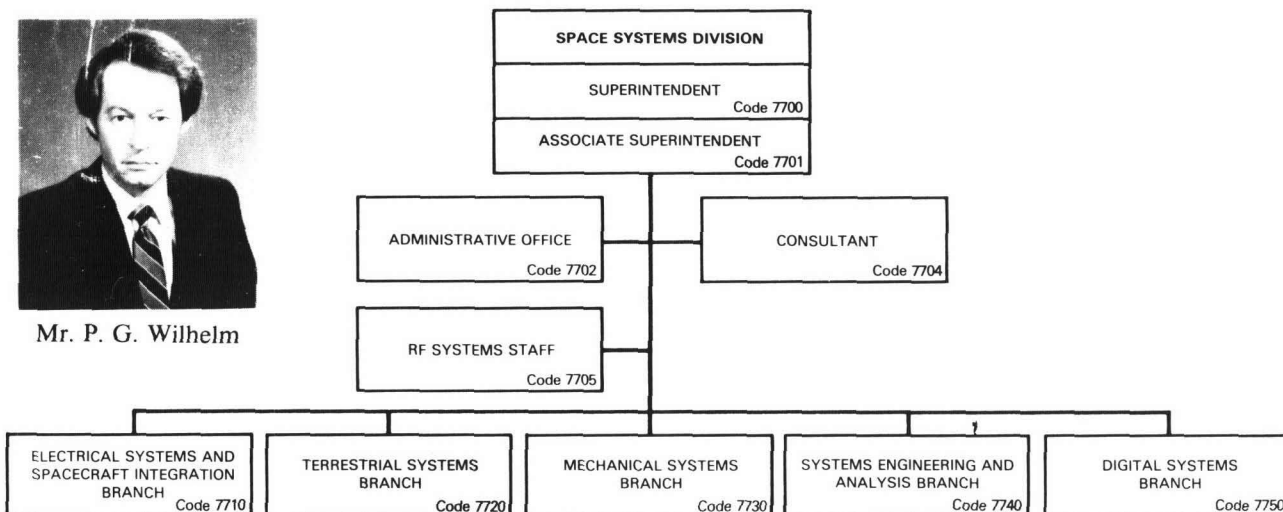 SPACE SYSTEMS DIVISION
SUPERINTENDENT
Code 7700
ASSOCIATE SUPERINTENDENT
Code 7701
ADMINISTRATIVE OFFICE
Code 7702
CONSULTANT
Code 7704
Mr. P. G. Wilhelm
RF SYSTEMS STAFF
Code 7705
ELECTRICAL SYSTEMS AND
SPACECRAFT INTEGRATION
BRANCH
Code 7710
TERRESTRIAL SYSTEMS
BRANCH
Code 7720
MECHANICAL SYSTEMS
BRANCH
Code 7730
SYSTEMS ENGINEERING AND
ANALYSIS BRANCH
Code 7740
DIGITAL SYSTEMS
BRANCH
Code 7750